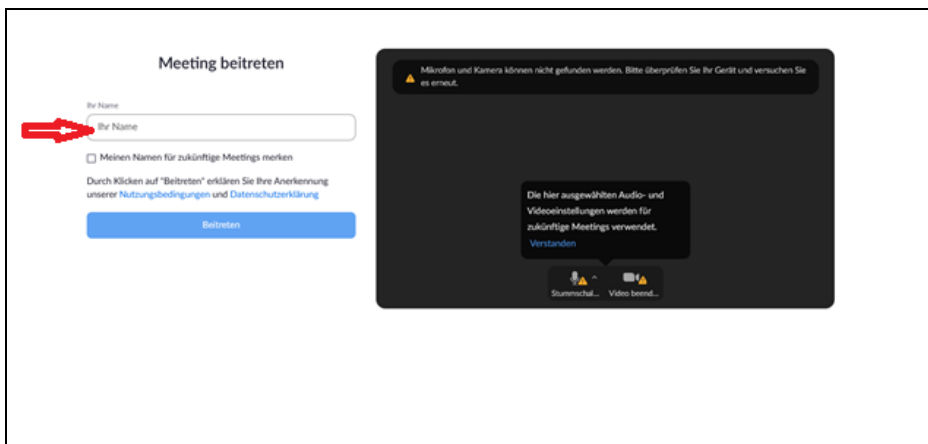 Meeting beitreten
Ihr Name
Ihr Name
Meinen Namen für zukünftige Meetings merken
Durch Klicken auf "Beitreten" erklären Sie Ihre Anerkennung
unserer Nutzungsbedingungen und Datenschutzerklärung
Beitreten
Mikrofon und Kamera können nicht gefunden werden. Bitte überprüfen Sie Ihr Gerät und versuchen Sie
es erneut.
Die hier ausgewählten Audio- und
Videoeinstellungen werden für
zukünftige Meetings verwendet.
Verstanden
Stummschal... Video beend...